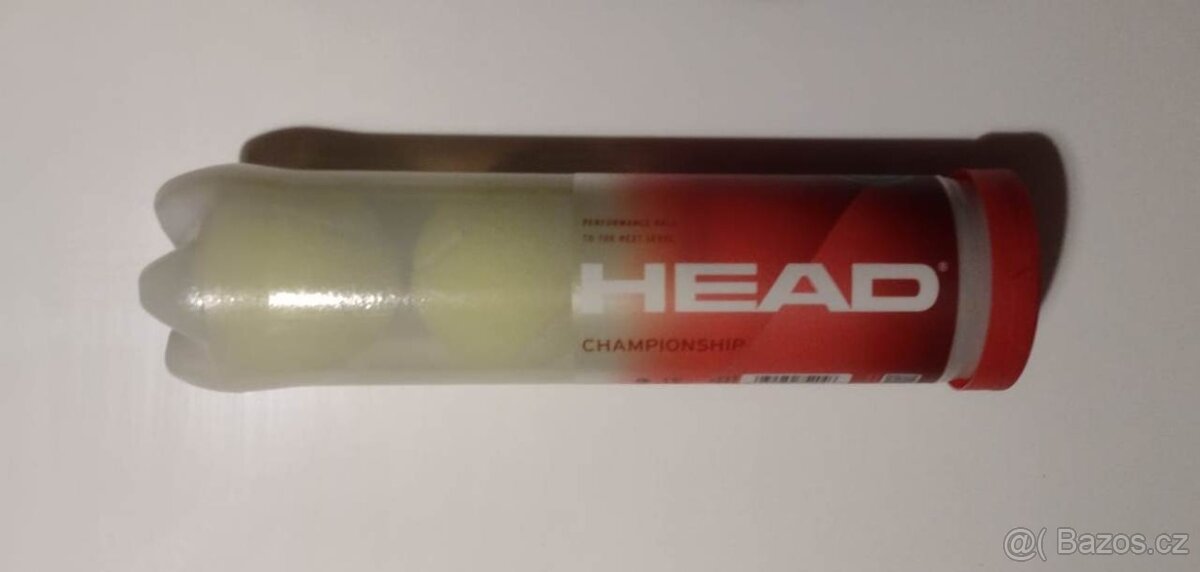 PERFORMANCE BALL
TO THE NEXT LEVEL
HEAD®
CHAMPIONSHIP
@( Bazos.cz